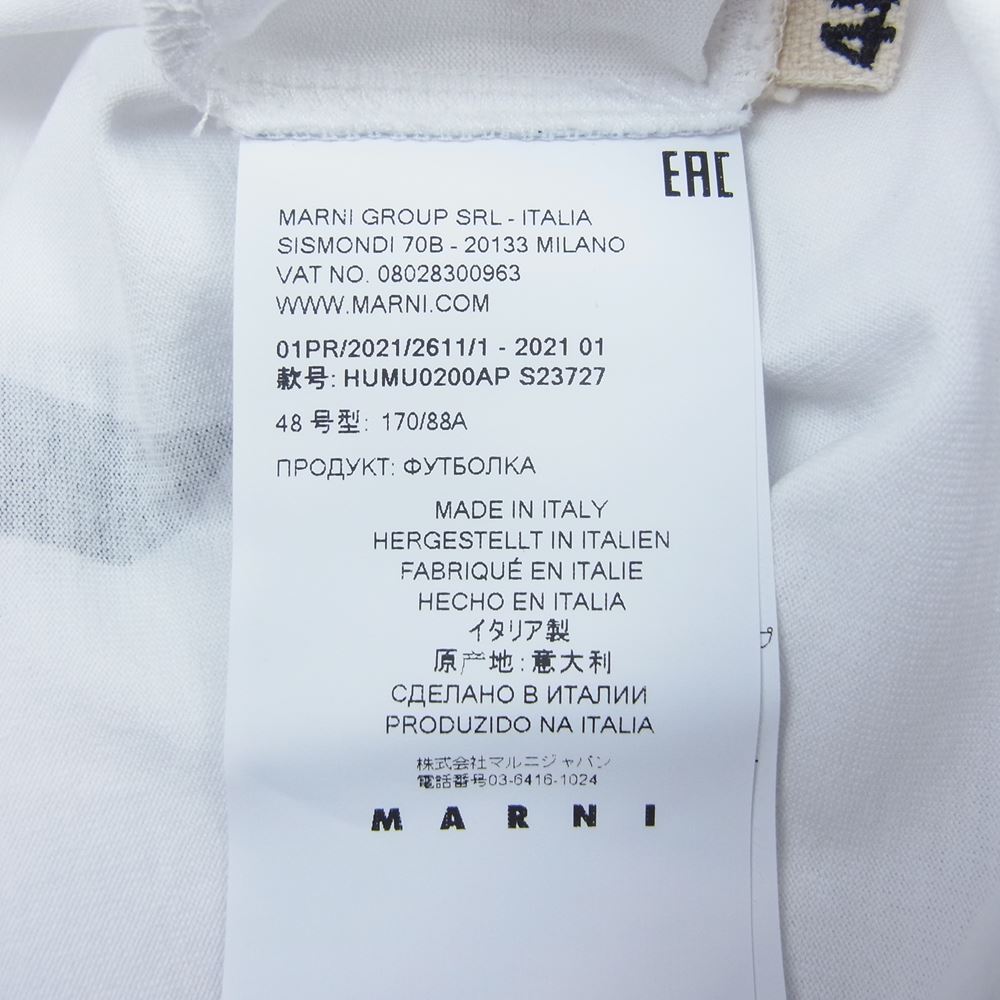 EAC
MARNI GROUP SRL - ITALIA
SISMONDI 70B - 20133 MILANO
VAT NO. 08028300963
WWW.MARNI.COM
01PR/2021/2611/1 - 2021 01
款号: HUMU0200AP S23727
48 号型: 170/88A
ПРОДУКТ: ФУТБОЛКА
MADE IN ITALY
HERGESTELLT IN ITALIEN
FABRIQUÉ EN ITALIE
HECHO EN ITALIA
イタリア製
原产地: 意大利
СДЕЛАНО В ИТАЛИИ
PRODUZIDO NA ITALIA
株式会社マルニジャパン
電話番号03-6416-1024
MARNI